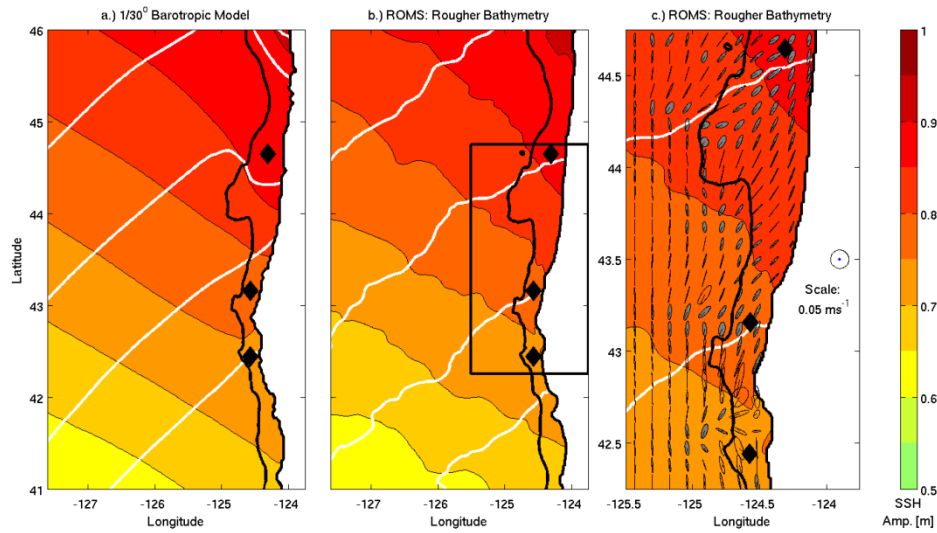 a.) 1/30⁰ Barotropic Model
b.) ROMS: Rougher Bathymetry
c.) ROMS: Rougher Bathymetry
46
45
44
43
42
41
Latitude
-127
-126
-125
-124
Longitude
-127
-126
-125
-124
Longitude
44.5
44
43.5
43
42.5
-125.5
-125
-124.5
-124
Longitude
Scale:
0.05 ms⁻¹
1
0.9
0.8
0.7
0.6
0.5
SSH
Amp. [m]